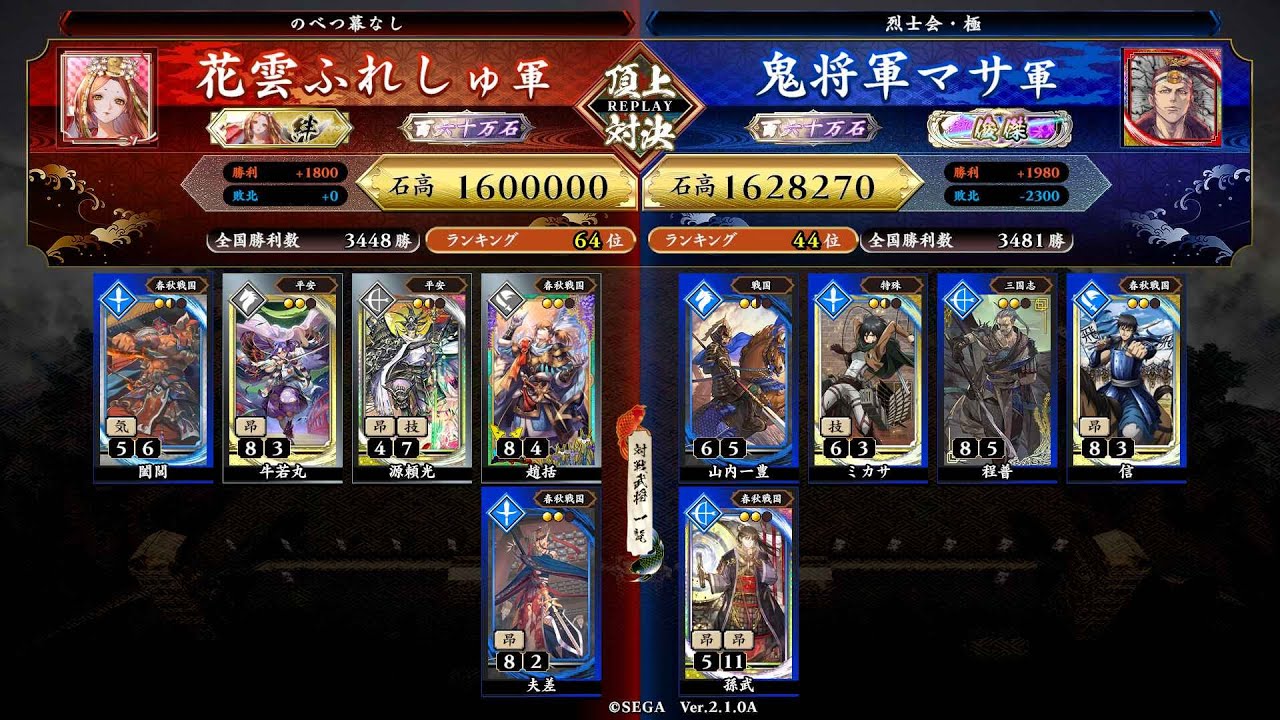 のべつ幕なし
烈士会・極
花雲ふれしゅ軍
頂上
REPLAY
対決
鬼将軍マサ軍
絆
百六十万石
百六十万石
俊傑
勝利 +1800
敗北 +0
石高 1600000
石高 1628270
勝利 +1980
敗北 -2300
全国勝利数 3448勝
ランキング 64位
ランキング 44位
全国勝利数 3481勝
春秋戦国
気
5 6
闔閭
平安
昂
8 3
牛若丸
平安
昂 技
4 7
源頼光
春秋戦国
8 4
趙括
戦国
6 5
山内一豊
特殊
技
6 3
ミカサ
三国志
8 5
程普
春秋戦国
昂
8 3
信
対戦武将一覧
春秋戦国
昂
8 2
夫差
春秋戦国
昂 昂
5 11
孫武
©SEGA Ver.2.1.0A